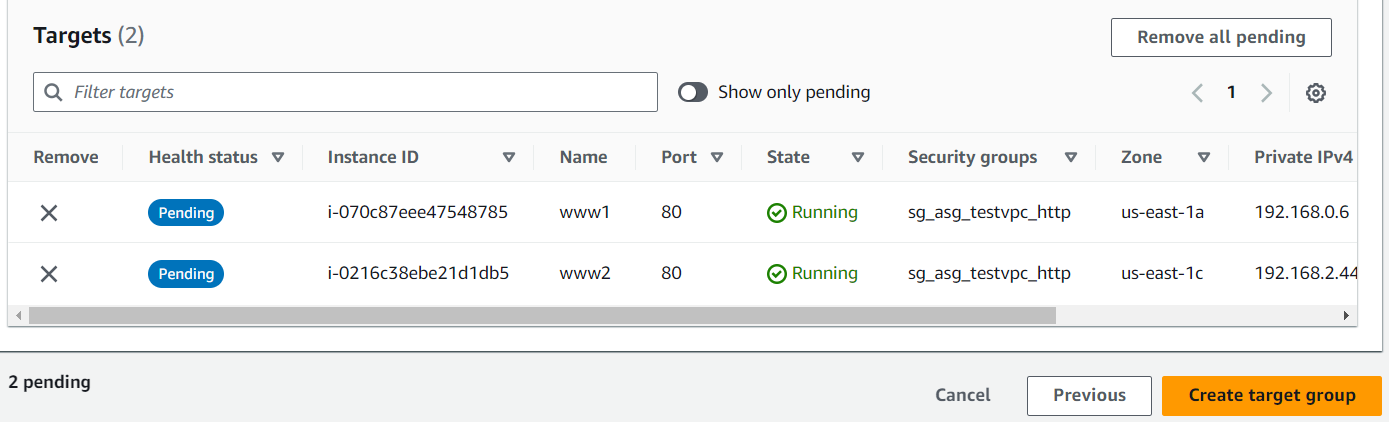 Targets (2)
Remove all pending
Filter targets
Show only pending
1
Remove Health status Instance ID Name Port State Security groups Zone Private IPv4
Pending i-070c87eee47548785 www1 80 Running sg_asg_testvpc_http us-east-1a 192.168.0.6
Pending i-0216c38ebe21d1db5 www2 80 Running sg_asg_testvpc_http us-east-1c 192.168.2.44
2 pending
Cancel Previous Create target group